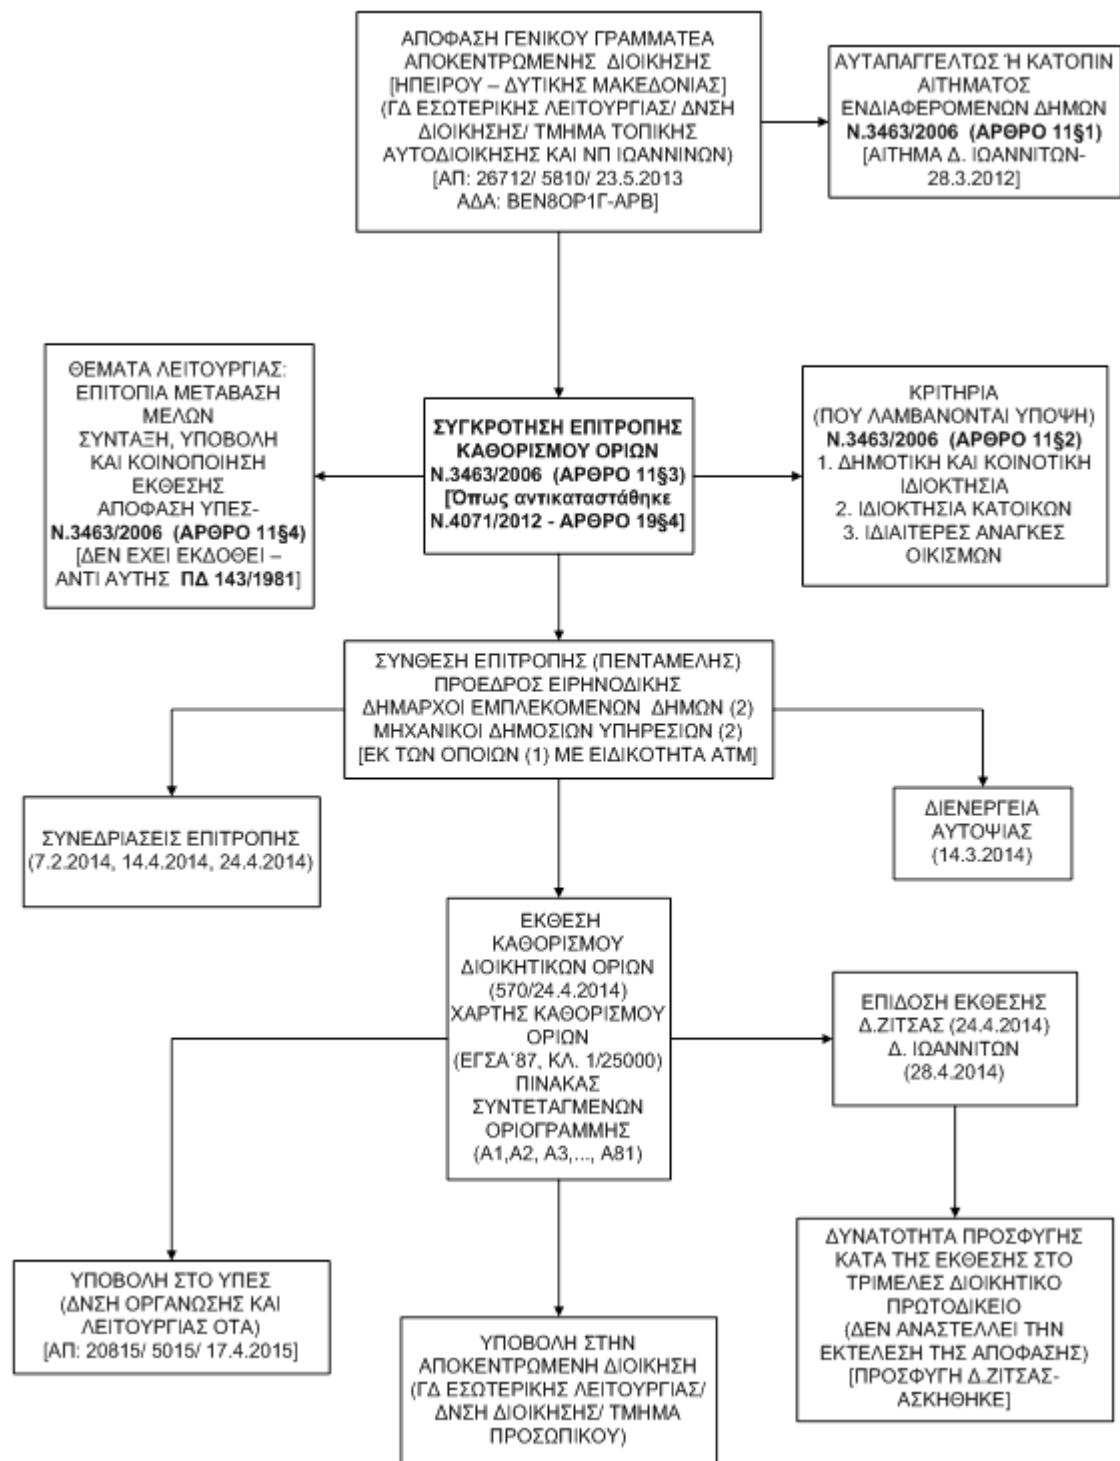 ΑΠΟΦΑΣΗ ΓΕΝΙΚΟΥ ΓΡΑΜΜΑΤΕΑ
ΑΠΟΚΕΝΤΡΩΜΕΝΗΣ ΔΙΟΙΚΗΣΗΣ
[ΗΠΕΙΡΟΥ – ΔΥΤΙΚΗΣ ΜΑΚΕΔΟΝΙΑΣ]
(ΓΔ ΕΣΩΤΕΡΙΚΗΣ ΛΕΙΤΟΥΡΓΙΑΣ/ ΔΝΣΗ
ΔΙΟΙΚΗΣΗΣ/ ΤΜΗΜΑ ΤΟΠΙΚΗΣ
ΑΥΤΟΔΙΟΙΚΗΣΗΣ ΚΑΙ ΝΠ ΙΩΑΝΝΙΝΩΝ)
[ΑΠ: 26712/ 5810/ 23.5.2013
ΑΔΑ: ΒΕΝ8ΟΡ1Γ-ΑΡΒ]
ΑΥΤΑΠΑΓΓΕΛΤΩΣ Ή ΚΑΤΟΠΙΝ
ΑΙΤΗΜΑΤΟΣ
ΕΝΔΙΑΦΕΡΟΜΕΝΩΝ ΔΗΜΩΝ
Ν.3463/2006 (ΑΡΘΡΟ 11§1)
[ΑΙΤΗΜΑ Δ. ΙΩΑΝΝΙΤΩΝ-
28.3.2012]
ΘΕΜΑΤΑ ΛΕΙΤΟΥΡΓΙΑΣ:
ΕΠΙΤΟΠΙΑ ΜΕΤΑΒΑΣΗ
ΜΕΛΩΝ
ΣΥΝΤΑΞΗ, ΥΠΟΒΟΛΗ
ΚΑΙ ΚΟΙΝΟΠΟΙΗΣΗ
ΕΚΘΕΣΗΣ
ΑΠΟΦΑΣΗ ΥΠΕΣ-
Ν.3463/2006 (ΑΡΘΡΟ 11§4)
[ΔΕΝ ΕΧΕΙ ΕΚΔΟΘΕΙ –
ΑΝΤΙ ΑΥΤΗΣ ΠΔ 143/1981]
ΣΥΓΚΡΟΤΗΣΗ ΕΠΙΤΡΟΠΗΣ
ΚΑΘΟΡΙΣΜΟΥ ΟΡΙΩΝ
Ν.3463/2006 (ΑΡΘΡΟ 11§3)
[Όπως αντικαταστάθηκε
Ν.4071/2012 - ΑΡΘΡΟ 19§4]
ΚΡΙΤΗΡΙΑ
(ΠΟΥ ΛΑΜΒΑΝΟΝΤΑΙ ΥΠΟΨΗ)
Ν.3463/2006 (ΑΡΘΡΟ 11§2)
1. ΔΗΜΟΤΙΚΗ ΚΑΙ ΚΟΙΝΟΤΙΚΗ
ΙΔΙΟΚΤΗΣΙΑ
2. ΙΔΙΟΚΤΗΣΙΑ ΚΑΤΟΙΚΩΝ
3. ΙΔΙΑΙΤΕΡΕΣ ΑΝΑΓΚΕΣ
ΟΙΚΙΣΜΩΝ
ΣΥΝΘΕΣΗ ΕΠΙΤΡΟΠΗΣ (ΠΕΝΤΑΜΕΛΗΣ)
ΠΡΟΕΔΡΟΣ ΕΙΡΗΝΟΔΙΚΗΣ
ΔΗΜΑΡΧΟΙ ΕΜΠΛΕΚΟΜΕΝΩΝ ΔΗΜΩΝ (2)
ΜΗΧΑΝΙΚΟΙ ΔΗΜΟΣΙΩΝ ΥΠΗΡΕΣΙΩΝ (2)
[ΕΚ ΤΩΝ ΟΠΟΙΩΝ (1) ΜΕ ΕΙΔΙΚΟΤΗΤΑ ΑΤΜ]
ΣΥΝΕΔΡΙΑΣΕΙΣ ΕΠΙΤΡΟΠΗΣ
(7.2.2014, 14.4.2014, 24.4.2014)
ΔΙΕΝΕΡΓΕΙΑ
ΑΥΤΟΨΙΑΣ
(14.3.2014)
ΕΚΘΕΣΗ
ΚΑΘΟΡΙΣΜΟΥ
ΔΙΟΙΚΗΤΙΚΩΝ ΟΡΙΩΝ
(570/24.4.2014)
ΧΑΡΤΗΣ ΚΑΘΟΡΙΣΜΟΥ
ΟΡΙΩΝ
(ΕΓΣΑ΄87, ΚΛ. 1/25000)
ΠΙΝΑΚΑΣ
ΣΥΝΤΕΤΑΓΜΕΝΩΝ
ΟΡΙΟΓΡΑΜΜΗΣ
(Α1,Α2, Α3,..., Α81)
ΕΠΙΔΟΣΗ ΕΚΘΕΣΗΣ
Δ.ΖΙΤΣΑΣ (24.4.2014)
Δ. ΙΩΑΝΝΙΤΩΝ
(28.4.2014)
ΥΠΟΒΟΛΗ ΣΤΟ ΥΠΕΣ
(ΔΝΣΗ ΟΡΓΑΝΩΣΗΣ ΚΑΙ
ΛΕΙΤΟΥΡΓΙΑΣ ΟΤΑ)
[ΑΠ: 20815/ 5015/ 17.4.2015]
ΥΠΟΒΟΛΗ ΣΤΗΝ
ΑΠΟΚΕΝΤΡΩΜΕΝΗ ΔΙΟΙΚΗΣΗ
(ΓΔ ΕΣΩΤΕΡΙΚΗΣ ΛΕΙΤΟΥΡΓΙΑΣ/
ΔΝΣΗ ΔΙΟΙΚΗΣΗΣ/ ΤΜΗΜΑ
ΠΡΟΣΩΠΙΚΟΥ)
ΔΥΝΑΤΟΤΗΤΑ ΠΡΟΣΦΥΓΗΣ
ΚΑΤΑ ΤΗΣ ΕΚΘΕΣΗΣ ΣΤΟ
ΤΡΙΜΕΛΕΣ ΔΙΟΙΚΗΤΙΚΟ
ΠΡΩΤΟΔΙΚΕΙΟ
(ΔΕΝ ΑΝΑΣΤΕΛΛΕΙ ΤΗΝ
ΕΚΤΕΛΕΣΗ ΤΗΣ ΑΠΟΦΑΣΗΣ)
[ΠΡΟΣΦΥΓΗ Δ.ΖΙΤΣΑΣ-
ΑΣΚΗΘΗΚΕ]